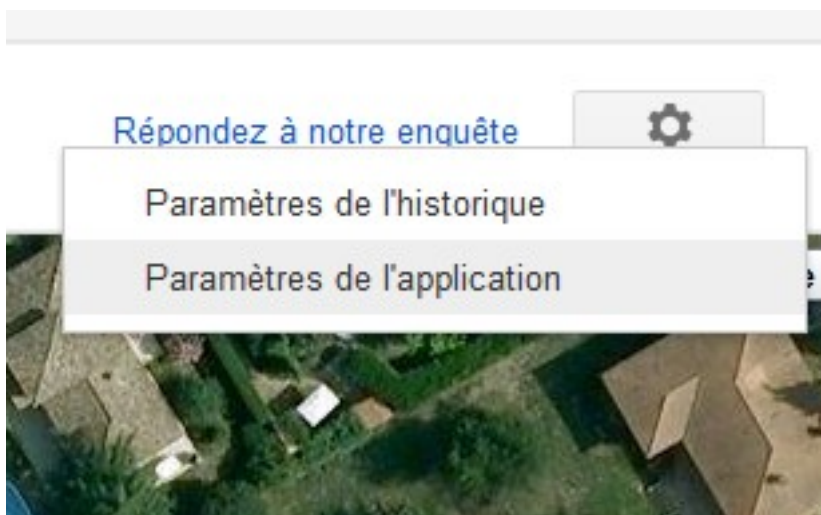 Répondez à notre enquête
Paramètres de l'historique
Paramètres de l'application